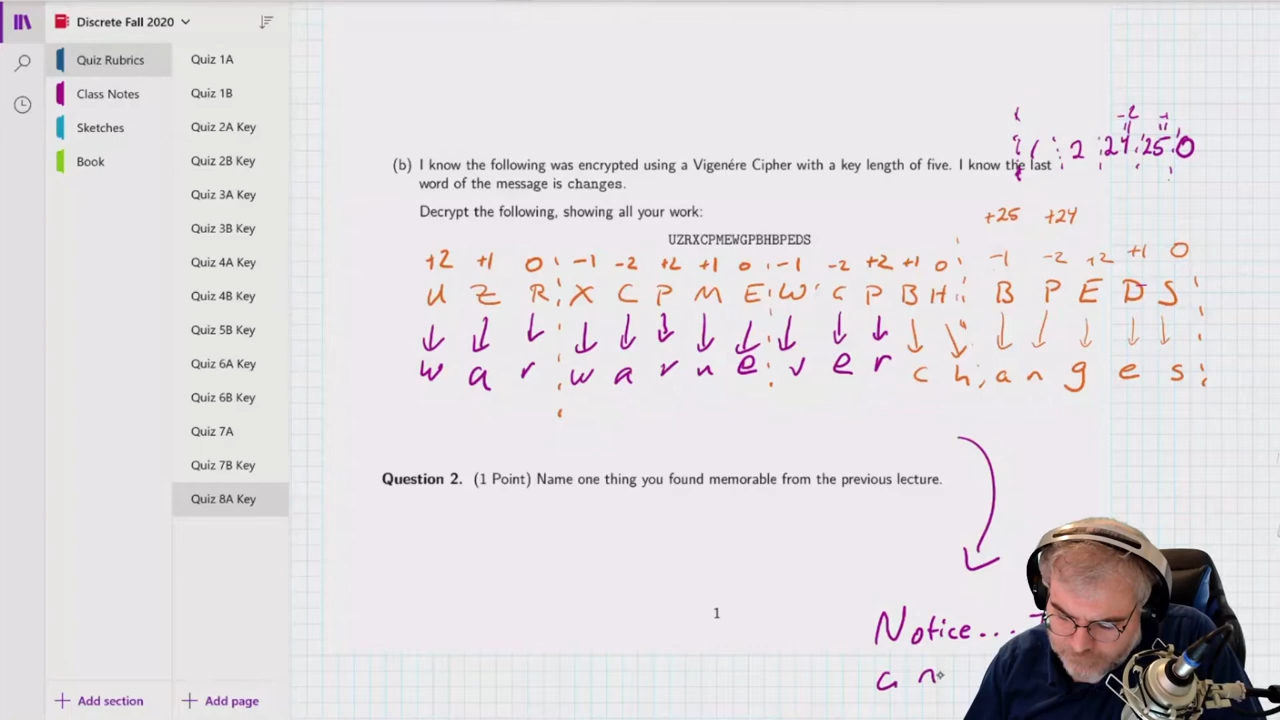 Discrete Fall 2020
Quiz Rubrics
Class Notes
Sketches
Book
Quiz 1A
Quiz 1B
Quiz 2A Key
Quiz 2B Key
Quiz 3A Key
Quiz 3B Key
Quiz 4A Key
Quiz 4B Key
Quiz 5B Key
Quiz 6A Key
Quiz 6B Key
Quiz 7A
Quiz 7B Key
Quiz 8A Key
Add section
Add page
-2 -1
1 2 24 25 0
(b) I know the following was encrypted using a Vigenére Cipher with a key length of five. I know the last
word of the message is changes.
Decrypt the following, showing all your work:
+25 +24
UZRXCPMEWGPBHBPEDS
+2 +1 0 -1 -2 +2 +1 0 -1 -2 +2 +1 0 -1 -2 +2 +1 0
U Z R X C P M E W G P B H B P E D S
w a r w a r n e v e r c h a n g e s
Question 2. (1 Point) Name one thing you found memorable from the previous lecture.
1
Notice...
a n